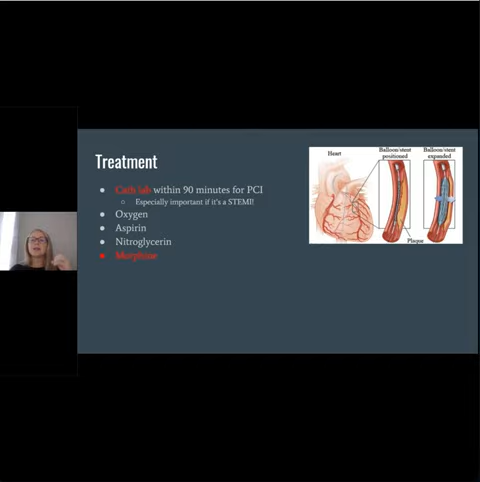 Treatment
Cath lab within 90 minutes for PCI
Especially important if it's a STEMI!
Oxygen
Aspirin
Nitroglycerin
Morphine
Heart
Balloon/stent
positioned
Balloon/stent
expanded
Plaque